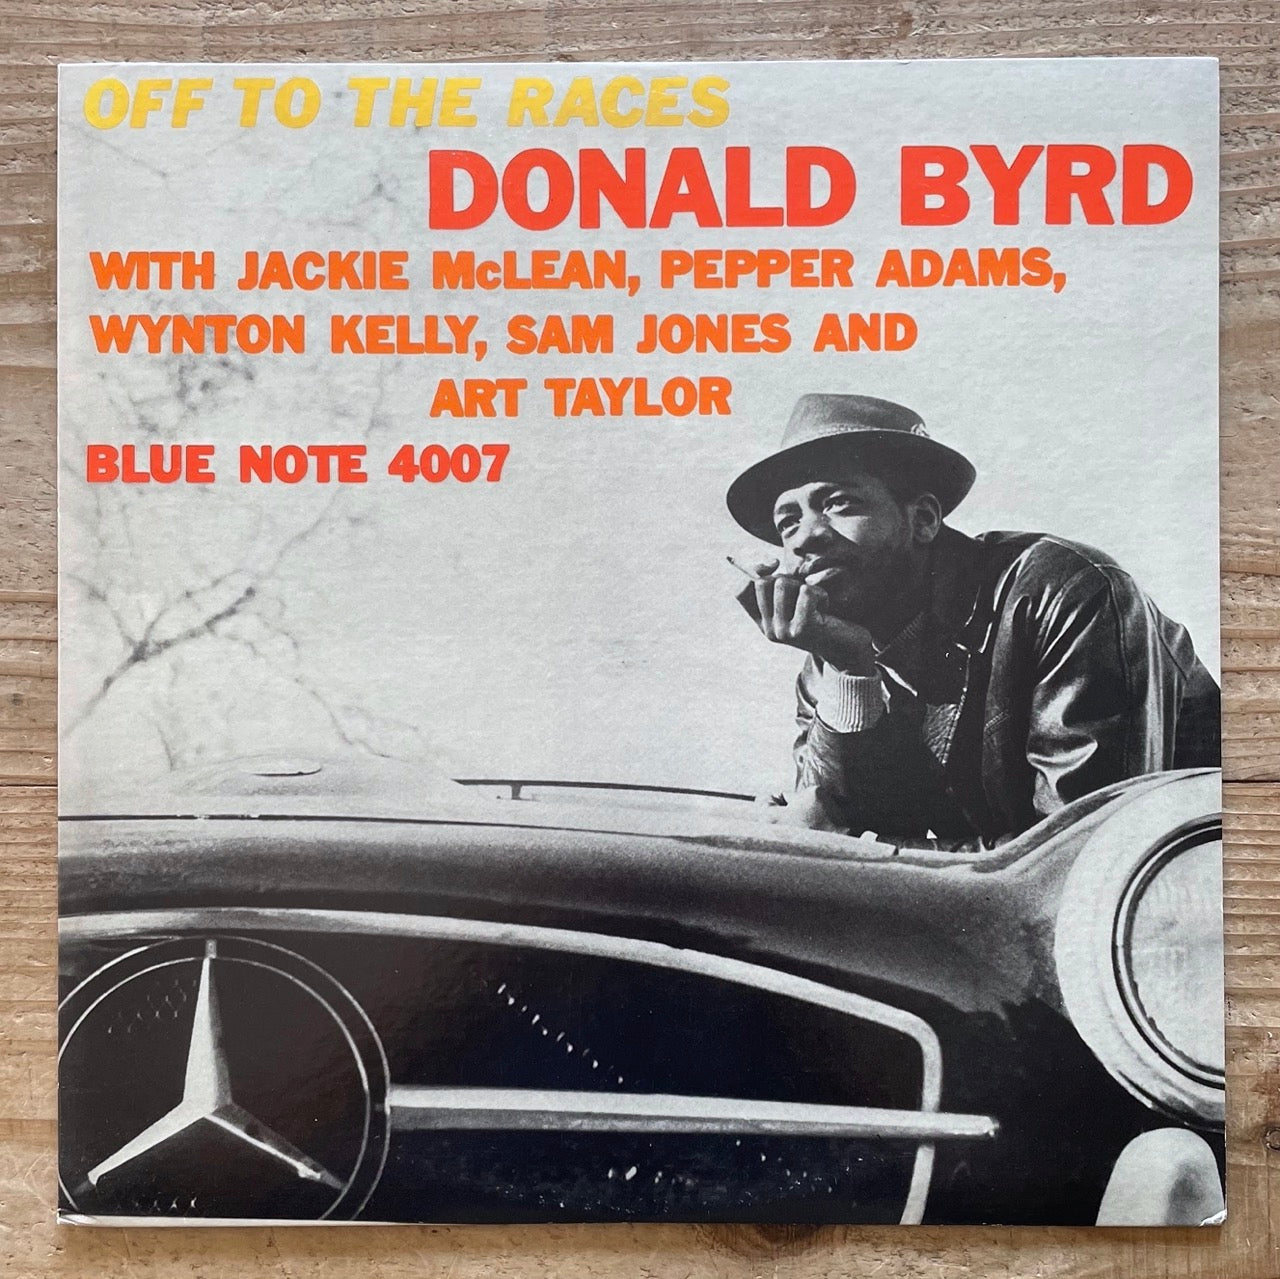 OFF TO THE RACES
DONALD BYRD
WITH JACKIE McLEAN, PEPPER ADAMS,
WYNTON KELLY, SAM JONES AND
ART TAYLOR
BLUE NOTE 4007